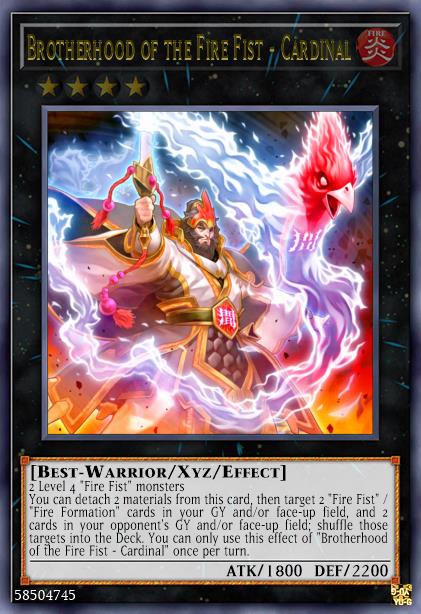 Brotherhood of the Fire Fist - Cardinal
FIRE
炎
[Best-Warrior/Xyz/Effect]
2 Level 4 "Fire Fist" monsters
You can detach 2 materials from this card, then target 2 "Fire Fist" /
"Fire Formation" cards in your GY and/or face-up field, and 2
cards in your opponent's GY and/or face-up field; shuffle those
targets into the Deck. You can only use this effect of "Brotherhood
of the Fire Fist - Cardinal" once per turn.
ATK/1800 DEF/2200
58504745